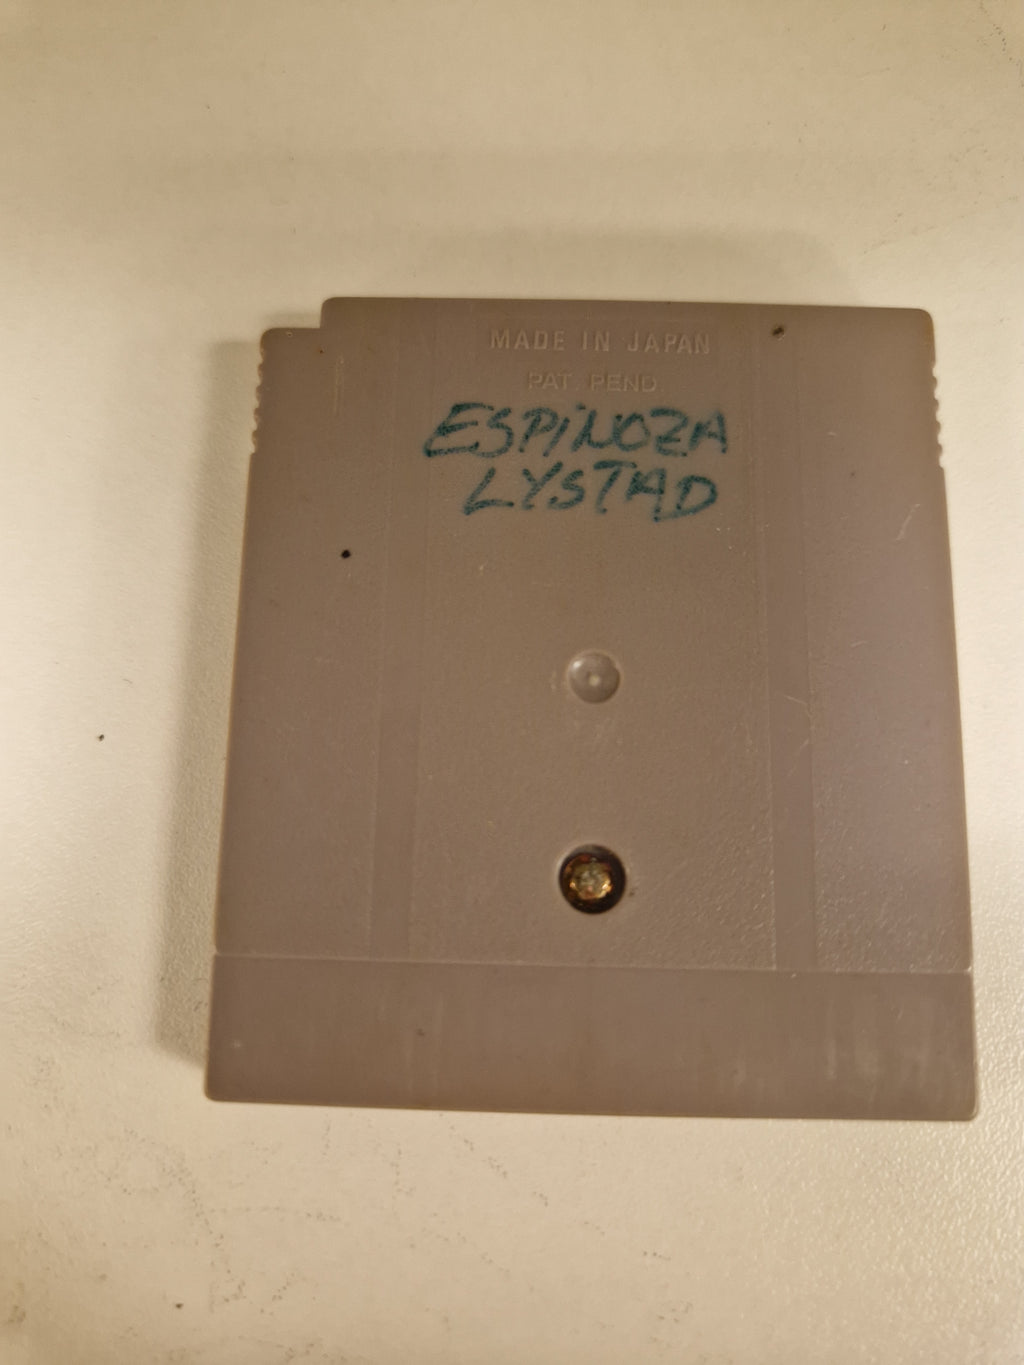 MADE IN JAPAN
PAT. PEND.
ESPiNOZA
LYSTAD